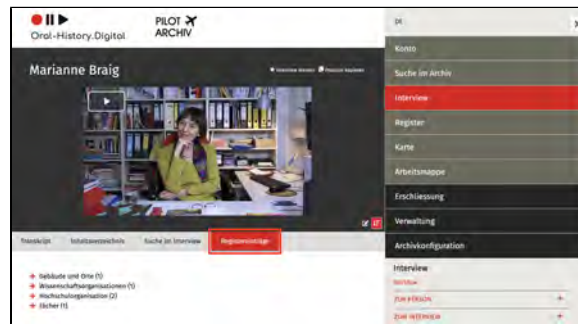 Oral-History.Digital
PILOT
ARCHIV
Marianne Braig
Transkript
Inhaltsverzeichnis
Suche im Interview
Registereinträge
Gebäude und Orte (1)
Wissenschaftsorganisationen (1)
Hochschulorganisation (2)
Fächer (1)
DE
Konto
Suche im Archiv
Interview
Register
Karte
Arbeitsmappe
Erschliessung
Verwaltung
Archivkonfiguration
Interview
ZUR PERSON +
ZUM INTERVIEW +